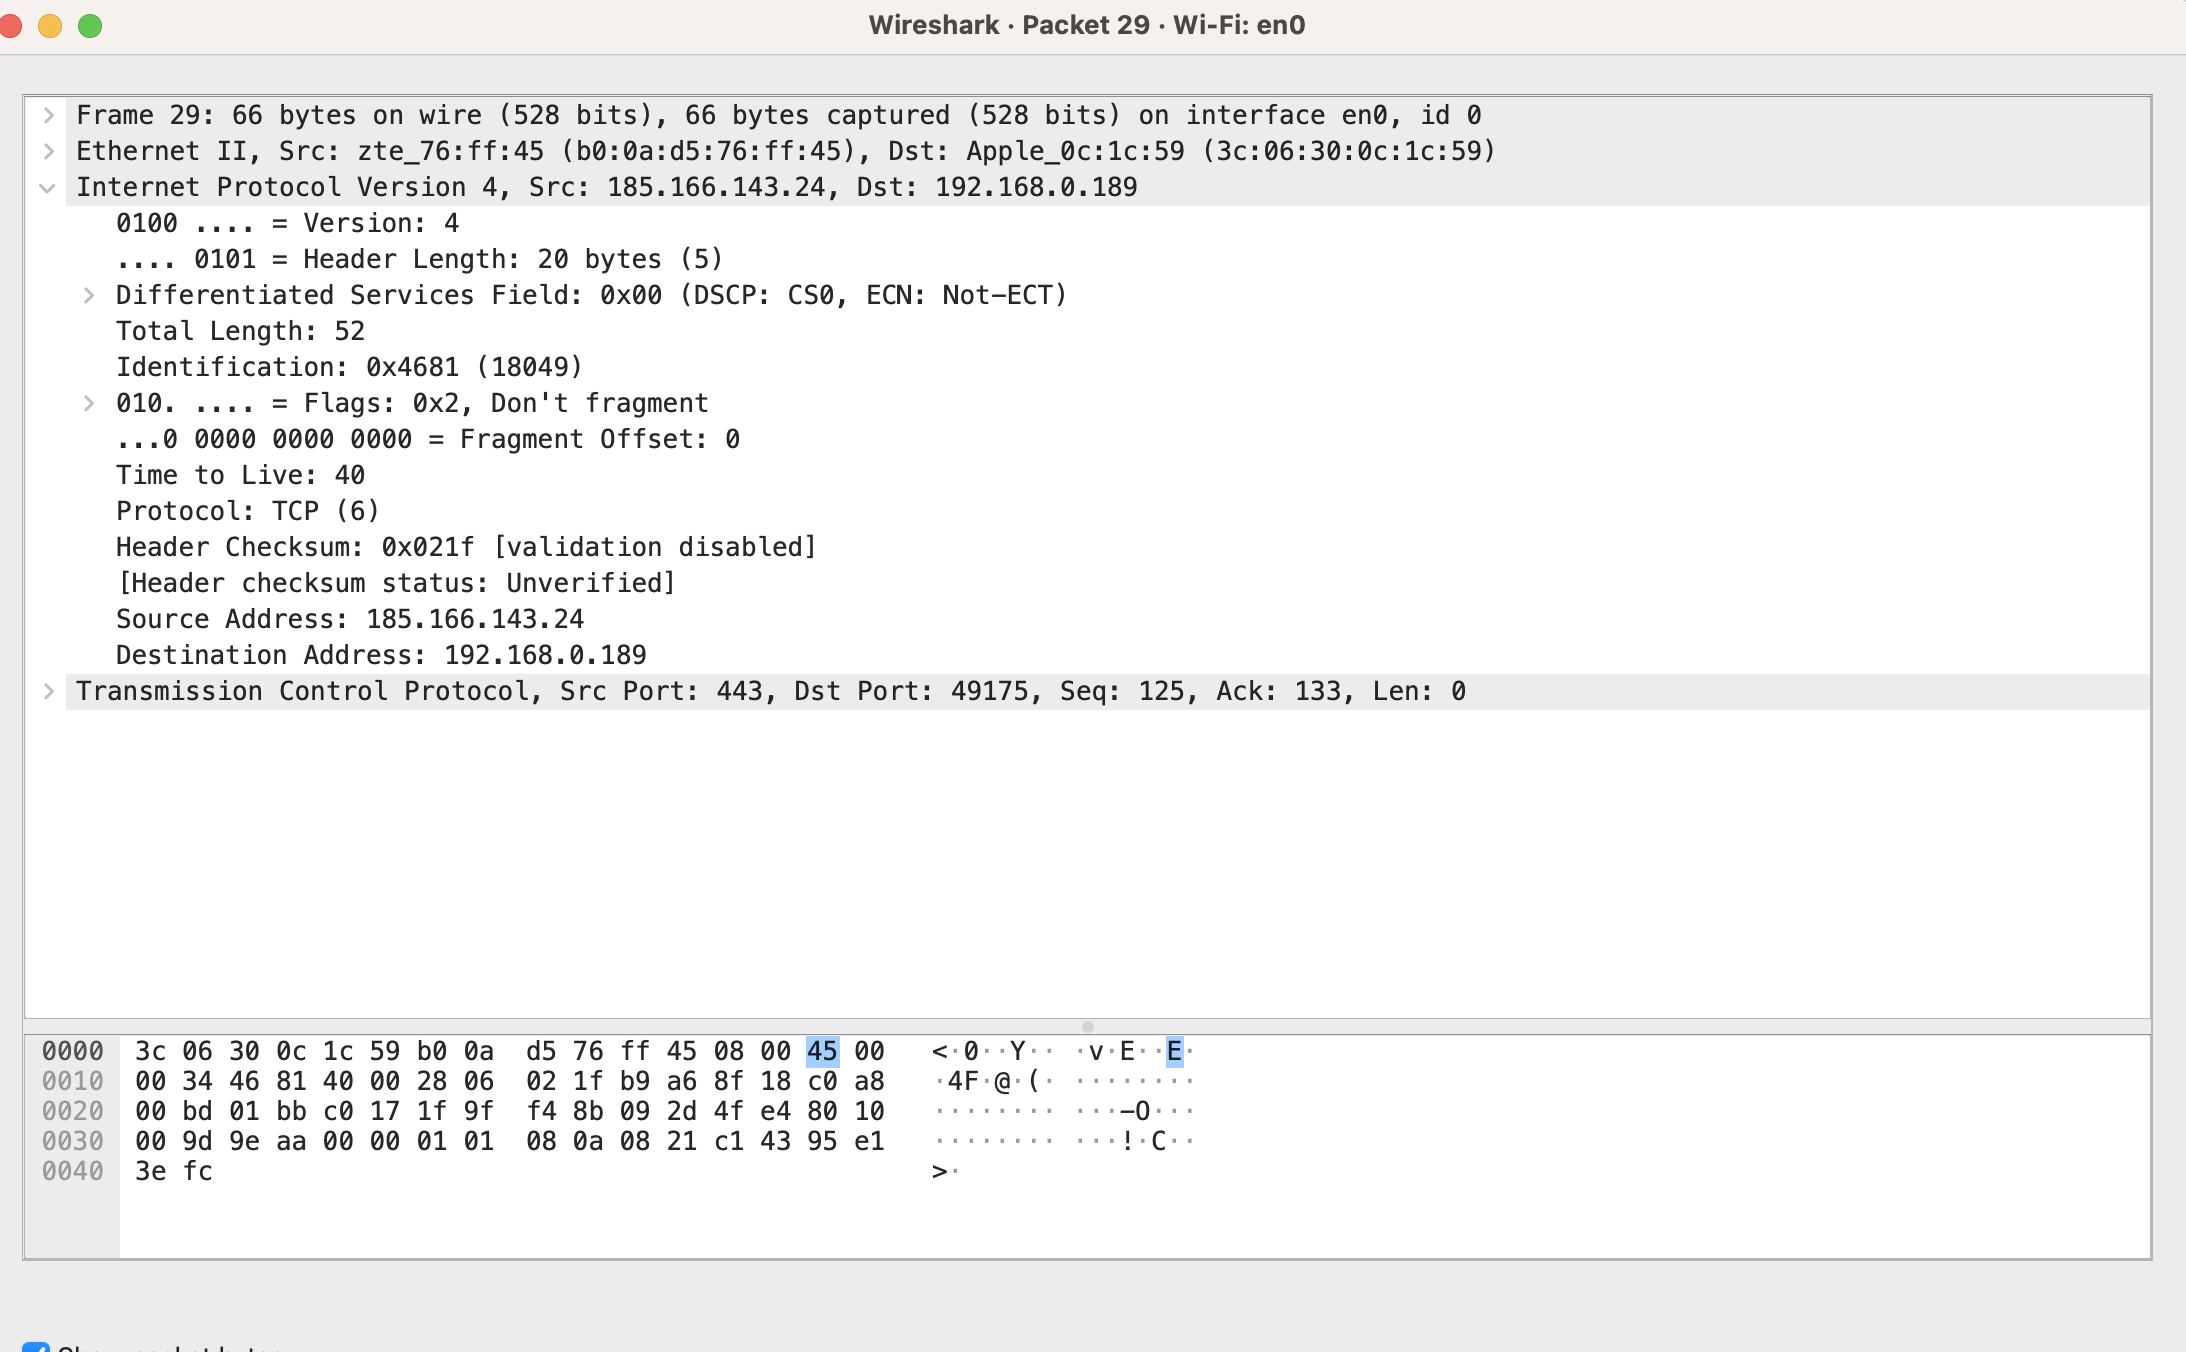 Wireshark · Packet 29 · Wi-Fi: en0
Frame 29: 66 bytes on wire (528 bits), 66 bytes captured (528 bits) on interface en0, id 0
Ethernet II, Src: zte_76:ff:45 (b0:0a:d5:76:ff:45), Dst: Apple_0c:1c:59 (3c:06:30:0c:1c:59)
Internet Protocol Version 4, Src: 185.166.143.24, Dst: 192.168.0.189
0100 .... = Version: 4
.... 0101 = Header Length: 20 bytes (5)
Differentiated Services Field: 0x00 (DSCP: CS0, ECN: Not-ECT)
Total Length: 52
Identification: 0x4681 (18049)
010. .... = Flags: 0x2, Don't fragment
...0 0000 0000 0000 = Fragment Offset: 0
Time to Live: 40
Protocol: TCP (6)
Header Checksum: 0x021f [validation disabled]
[Header checksum status: Unverified]
Source Address: 185.166.143.24
Destination Address: 192.168.0.189
Transmission Control Protocol, Src Port: 443, Dst Port: 49175, Seq: 125, Ack: 133, Len: 0
0000 3c 06 30 0c 1c 59 b0 0a d5 76 ff 45 08 00 45 00 <·0··Y·· ·v·E··E·
0010 00 34 46 81 40 00 28 06 02 1f b9 a6 8f 18 c0 a8 ·4F·@·(· ········
0020 00 bd 01 bb c0 17 1f 9f f4 8b 09 2d 4f e4 80 10 ········ ···-O···
0030 00 9d 9e aa 00 00 01 01 08 0a 08 21 c1 43 95 e1 ········ ···!·C··
0040 3e fc >·